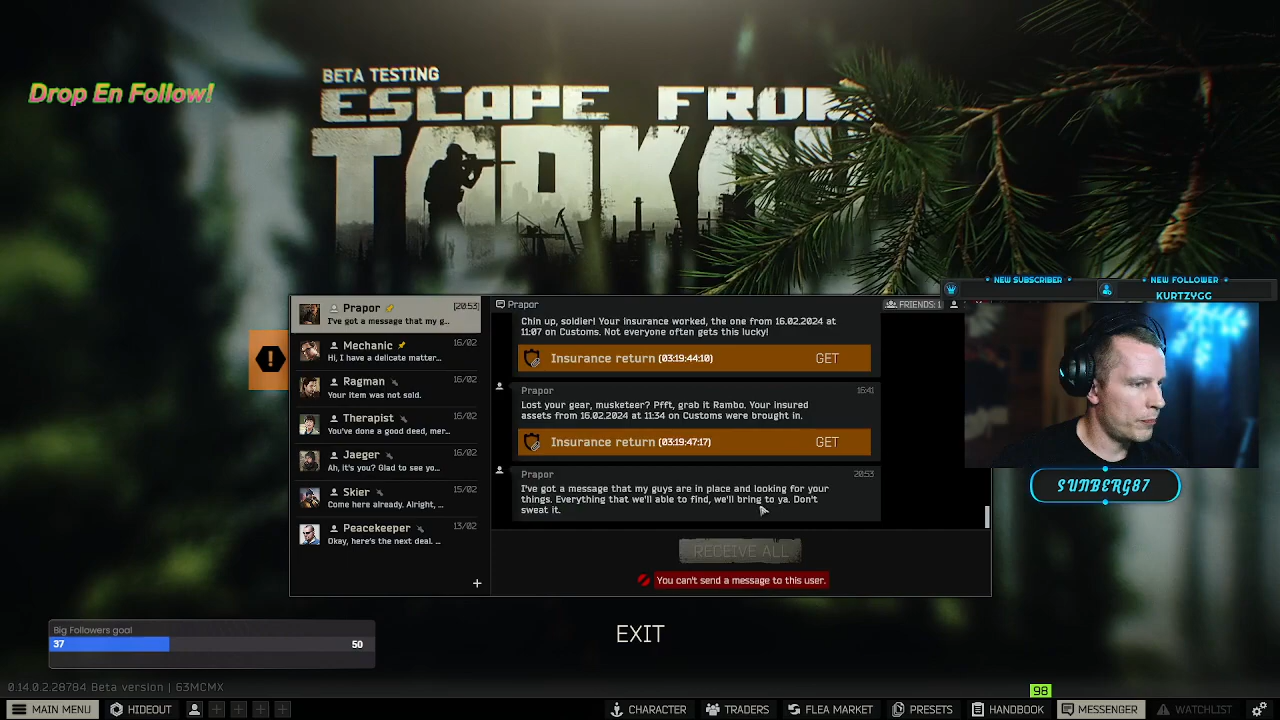 Drop En Follow!
BETA TESTING
ESCAPE FROM
TARKOV
NEW SUBSCRIBER
NEW FOLLOWER
KURTZYGG
Prapor
[20:53]
I've got a message that my g...
Mechanic
16/02
Hi, I have a delicate matter...
Ragman
16/02
Your item was not sold.
Therapist
16/02
You've done a good deed, mer...
Jaeger
16/02
Ah, it's you? Glad to see yo...
Skier
15/02
Come here already. Alright, ...
Peacekeeper
13/02
Okay, here's the next deal. ...
+
Prapor
FRIENDS: 1
Chin up, soldier! Your insurance worked, the one from 16.02.2024 at
11:07 on Customs. Not everyone often gets this lucky!
Insurance return (03:19:44:10) GET
Prapor
15:41
Lost your gear, musketeer? Pfft, grab it Rambo. Your insured
assets from 16.02.2024 at 11:34 on Customs were brought in.
Insurance return (03:19:47:17) GET
Prapor
20:53
I've got a message that my guys are in place and looking for your
things. Everything that we'll able to find, we'll bring to ya. Don't
sweat it.
RECEIVE ALL
You can't send a message to this user.
SUNBERG87
EXIT
Big Followers goal
37 50
0.14.0.2.28784 Beta version | 63MCMX
98
MAIN MENU HIDEOUT CHARACTER TRADERS FLEA MARKET PRESETS HANDBOOK MESSENGER WATCHLIST